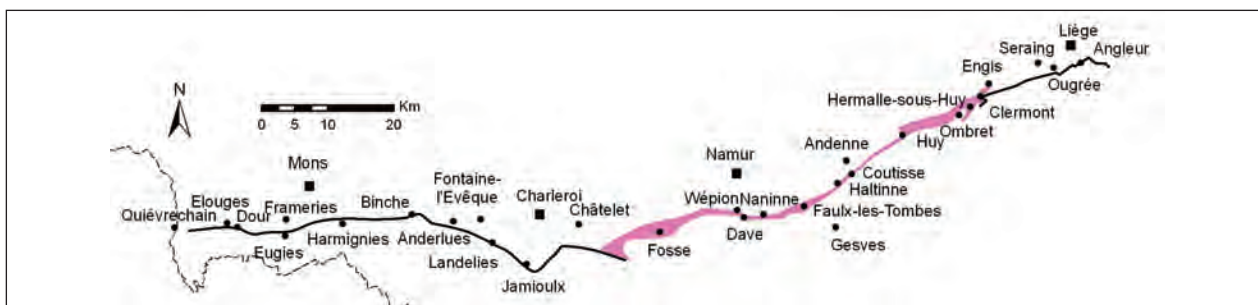 N
Km
0 5 10 20
Quiévrechain
Elouges
Dour
Mons
Frameries
Eugies
Harmignies
Binche
Fontaine-
l'Evêque
Anderlues
Landelies
Charleroi
Jamioulx
Châtelet
Fosse
Namur
Wépion
Naninne
Dave
Andenne
Coutisse
Haltinne
Faulx-les-Tombes
Gesves
Huy
Hermalle-sous-Huy
Ombret
Clermont
Engis
Seraing
Liège
Ougrée
Angleur